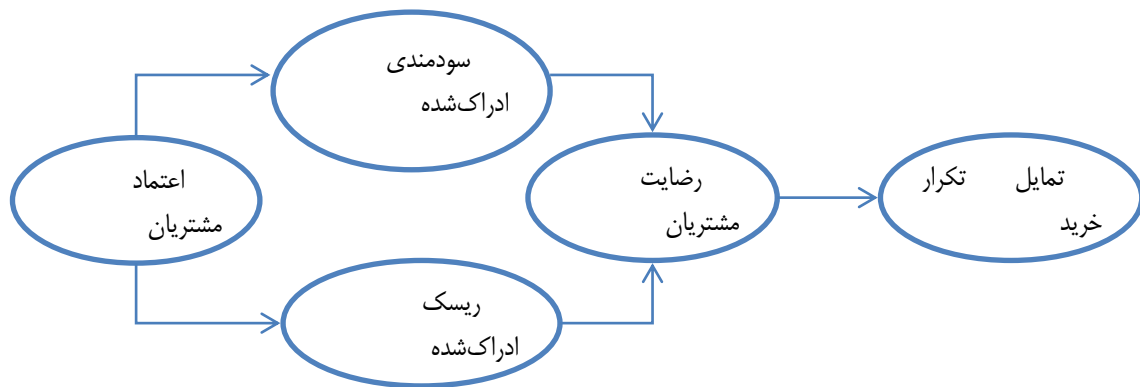 سودمندی
ادراک‌شده
اعتماد
مشتریان
رضایت
مشتریان
تمایل تکرار
خرید
ریسک
ادراک‌شده